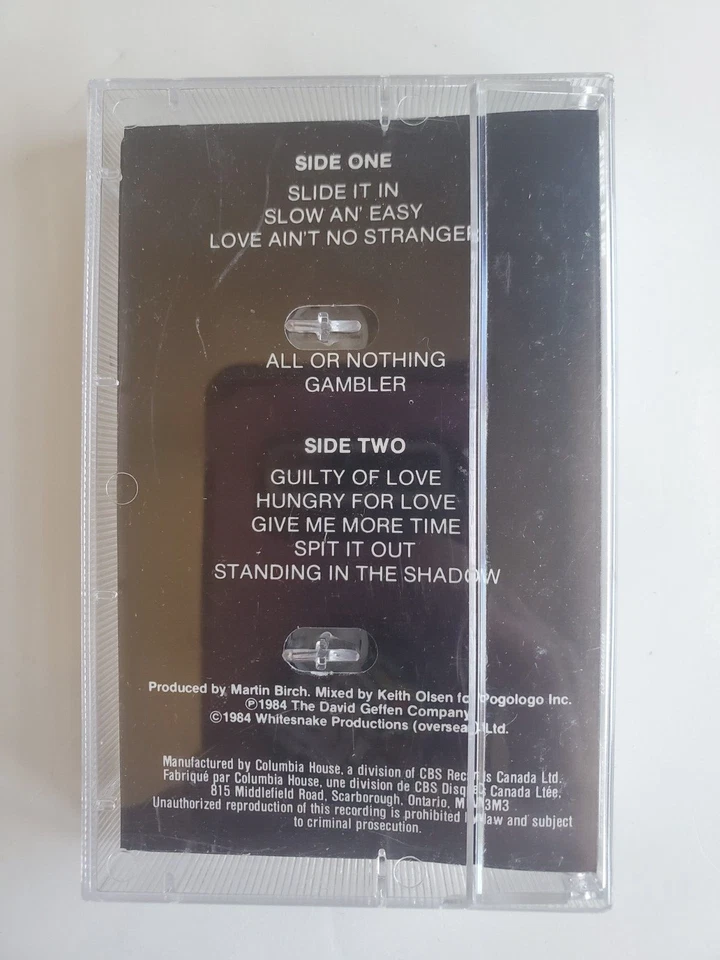 SIDE ONE
SLIDE IT IN
SLOW AN' EASY
LOVE AIN'T NO STRANGER
ALL OR NOTHING
GAMBLER
SIDE TWO
GUILTY OF LOVE
HUNGRY FOR LOVE
GIVE ME MORE TIME
SPIT IT OUT
STANDING IN THE SHADOW
Produced by Martin Birch. Mixed by Keith Olsen for Pogologo Inc.
℗1984 The David Geffen Company
©1984 Whitesnake Productions (overseas) Ltd.
Manufactured by Columbia House, a division of CBS Records Canada Ltd.
Fabriqué par Columbia House, une division de CBS Disques Canada Ltée.
815 Middlefield Road, Scarborough, Ontario, 
Unauthorized reproduction of this recording is prohibited by law and subject
to criminal prosecution.